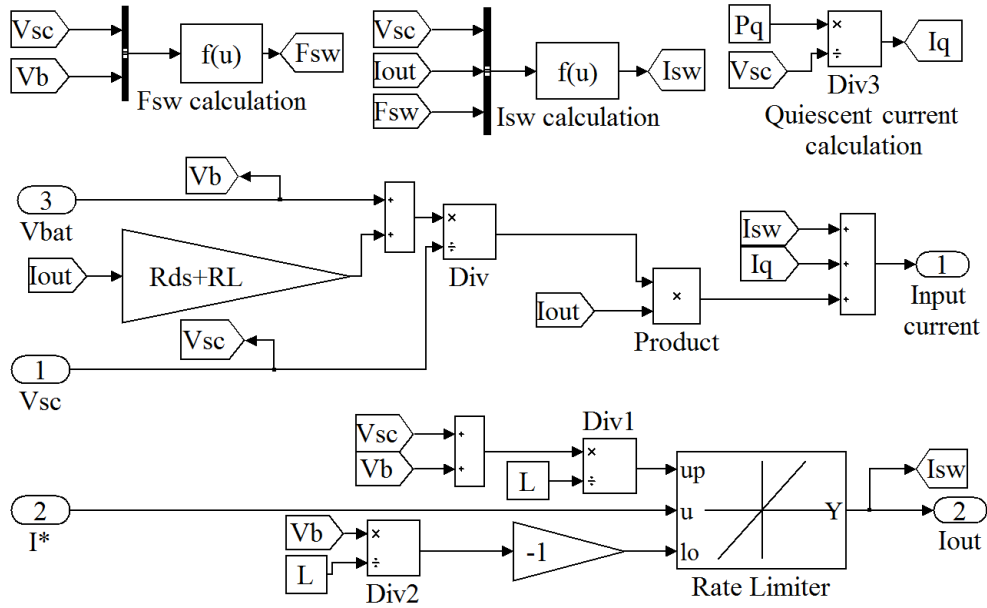 Vsc
Vb
f(u)
Fsw
Fsw calculation
Vsc
Iout
Fsw
f(u)
Isw
Isw calculation
Pq
Vsc
×
÷
Iq
Div3
Quiescent current
calculation
Vb
3
Vbat
Iout
Rds+RL
+
+
×
÷
Div
Vsc
1
Vsc
Iout
×
Product
Isw
Iq
+
+
+
1
Input
current
Vsc
Vb
+
+
Div1
×
÷
L
2
I*
Vb
L
×
÷
Div2
-1
up
u
lo
Y
Rate Limiter
Isw
2
Iout